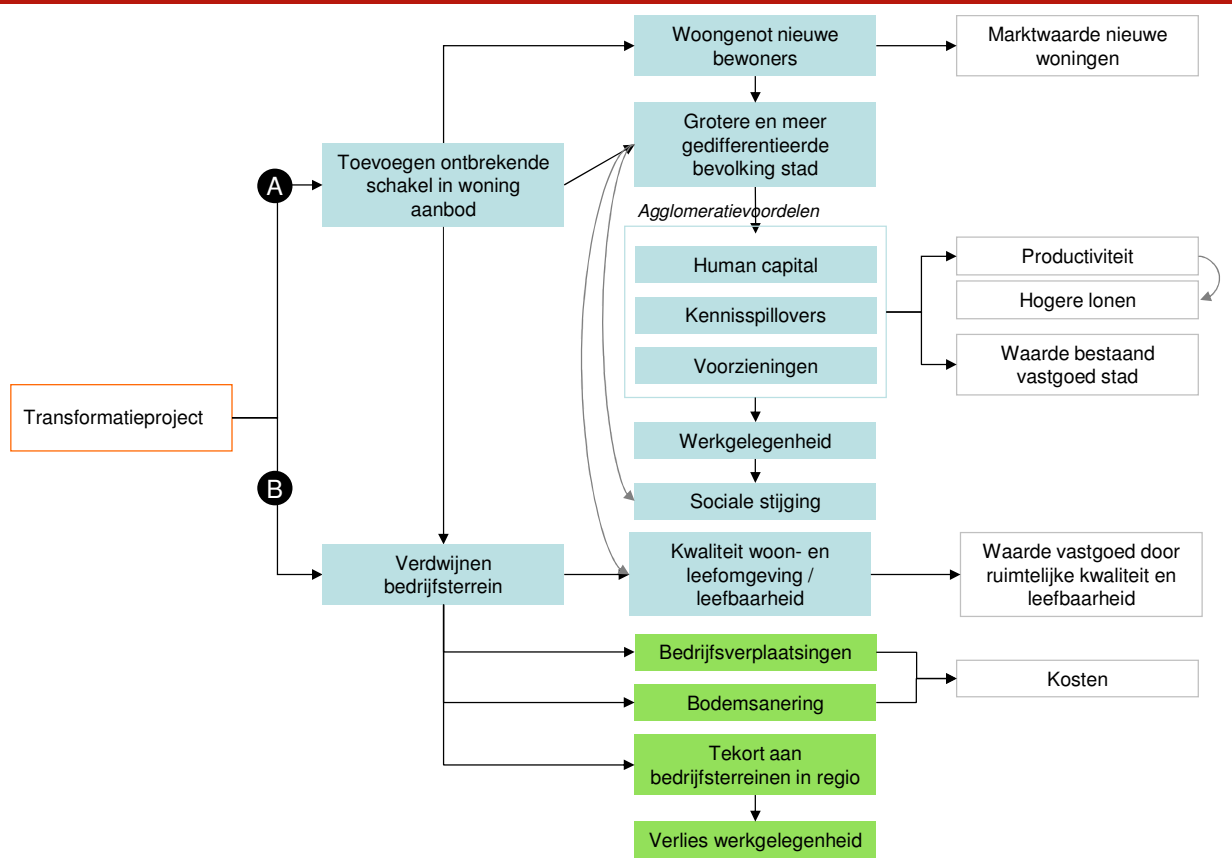 Woongenot nieuwe
bewoners
Marktwaarde nieuwe
woningen
Grotere en meer
gedifferentieerde
bevolking stad
Toevoegen ontbrekende
schakel in woning
aanbod
A
Agglomeratievoordelen
Human capital
Kennisspillovers
Voorzieningen
Productiviteit
Hogere lonen
Waarde bestaand
vastgoed stad
Transformatieproject
Werkgelegenheid
B
Sociale stijging
Verdwijnen
bedrijfsterrein
Kwaliteit woon- en
leefomgeving /
leefbaarheid
Waarde vastgoed door
ruimtelijke kwaliteit en
leefbaarheid
Bedrijfsverplaatsingen
Bodemsanering
Kosten
Tekort aan
bedrijfsterreinen in regio
Verlies werkgelegenheid